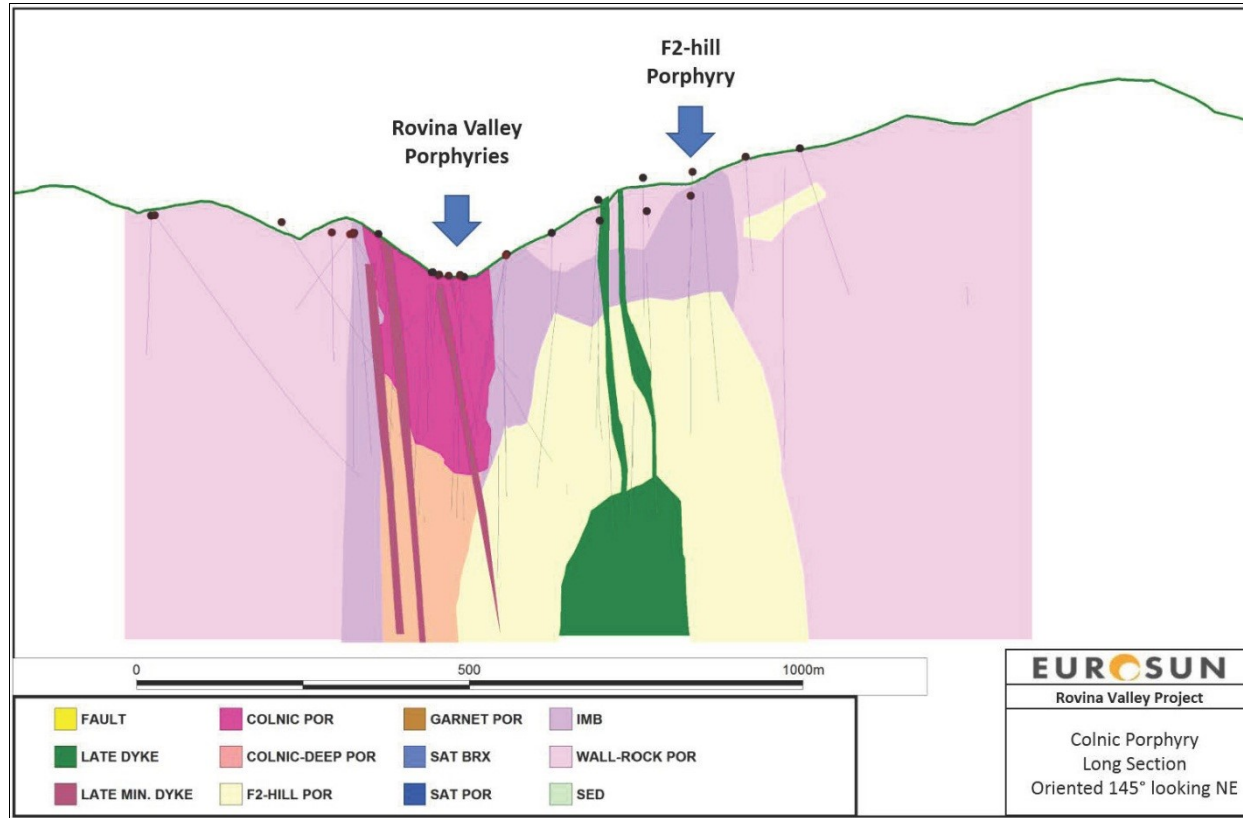 F2-hill
Porphyry
Rovina Valley
Porphyries
0 500 1000m
FAULT
LATE DYKE
LATE MIN. DYKE
COLNIC POR
COLNIC-DEEP POR
F2-HILL POR
GARNET POR
SAT BRX
SAT POR
IMB
WALL-ROCK POR
SED
EUROSUN
Rovina Valley Project
Colnic Porphyry
Long Section
Oriented 145° looking NE